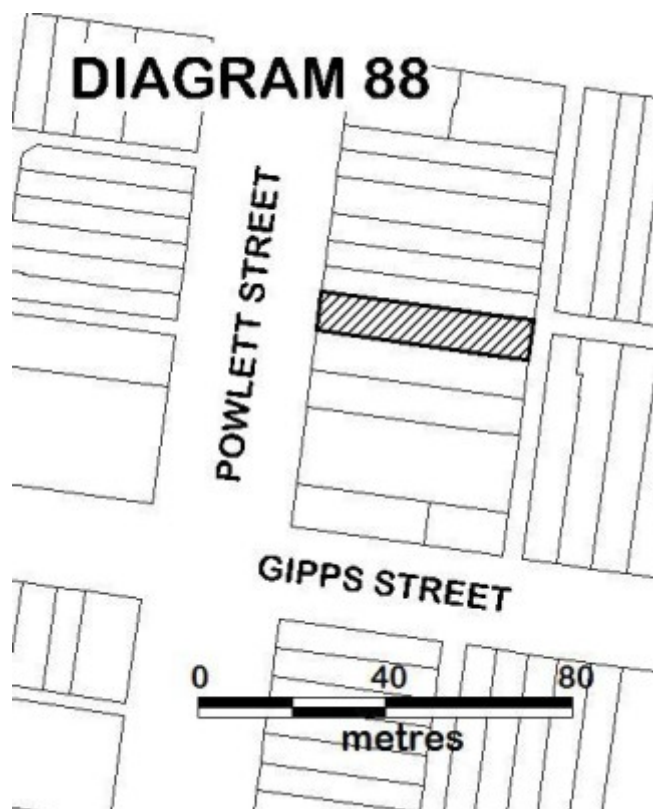 DIAGRAM 88
POWLETT STREET
GIPPS STREET
0 40 80
metres